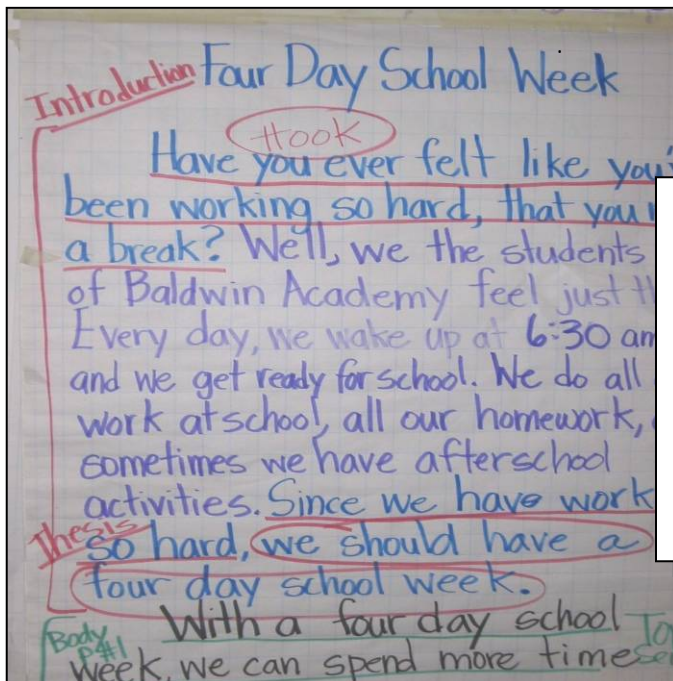 Introduction Four Day School Week
Hook
Have you ever felt like
been working so hard, that you
a break? Well, we the students
of Baldwin Academy feel just
Every day, we wake up at 6:30 am
and we get ready for school. We do all
work at school, all our homework,
sometimes we have afterschool
activities. Since we have work
Thesis so hard, we should have a
four day school week.
Body P#1 With a four day school
week, we can spend more time